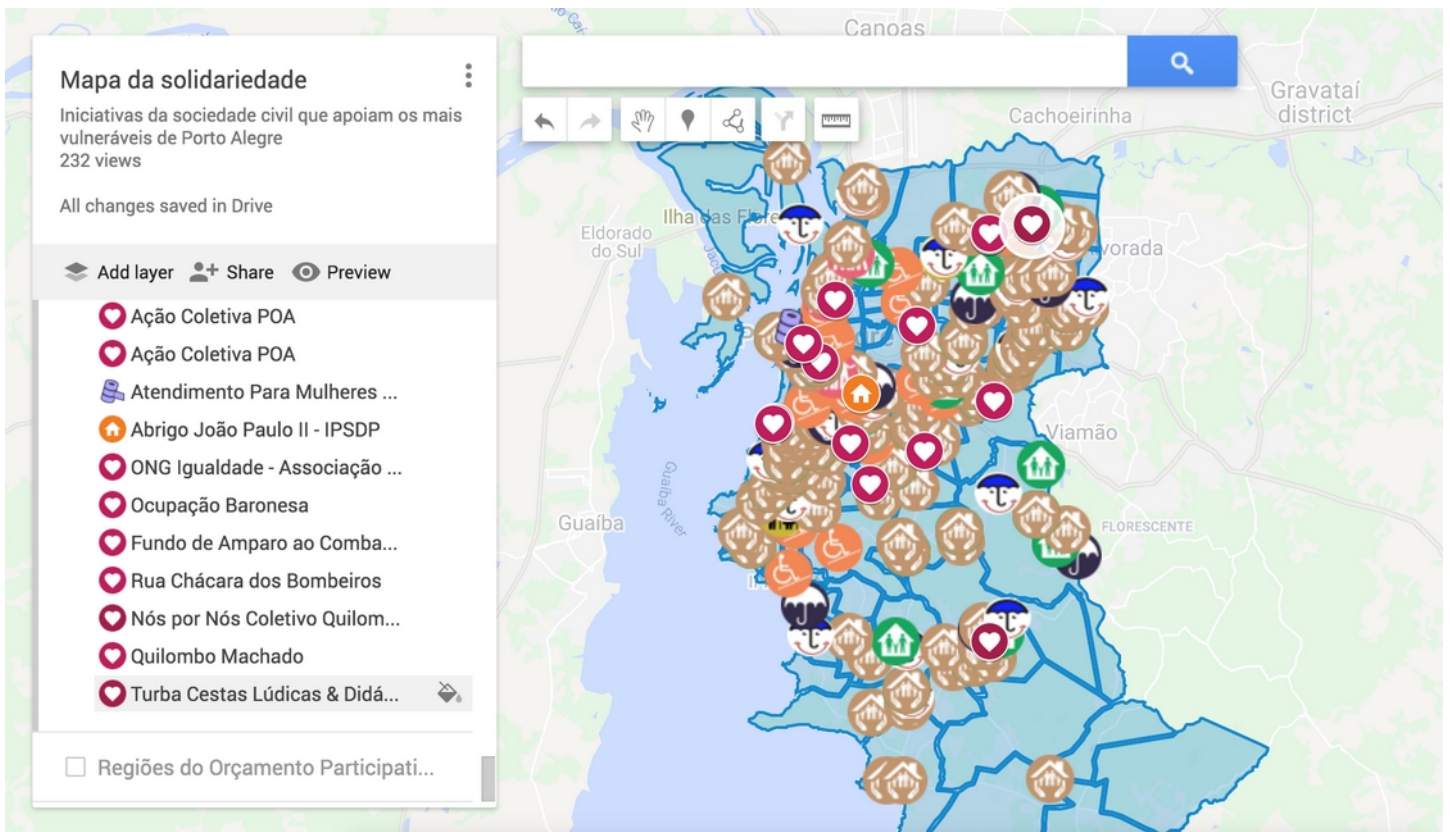 Mapa da solidariedade
Iniciativas da sociedade civil que apoiam os mais
vulneráveis de Porto Alegre
232 views
All changes saved in Drive
Add layer Share Preview
Ação Coletiva POA
Ação Coletiva POA
Atendimento Para Mulheres ...
Abrigo João Paulo II - IPSDP
ONG Igualdade - Associação ...
Ocupação Baronesa
Fundo de Amparo ao Comba...
Rua Chácara dos Bombeiros
Nós por Nós Coletivo Quilom...
Quilombo Machado
Turba Cestas Lúdicas & Didá...
Regiões do Orçamento Participati...
Canoas
Cachoeirinha
Gravataí
district
Ilha das Flore
Eldorado
do Sul
vorada
Viamão
Guaíba
River
Guaíba
FLORESCENTE